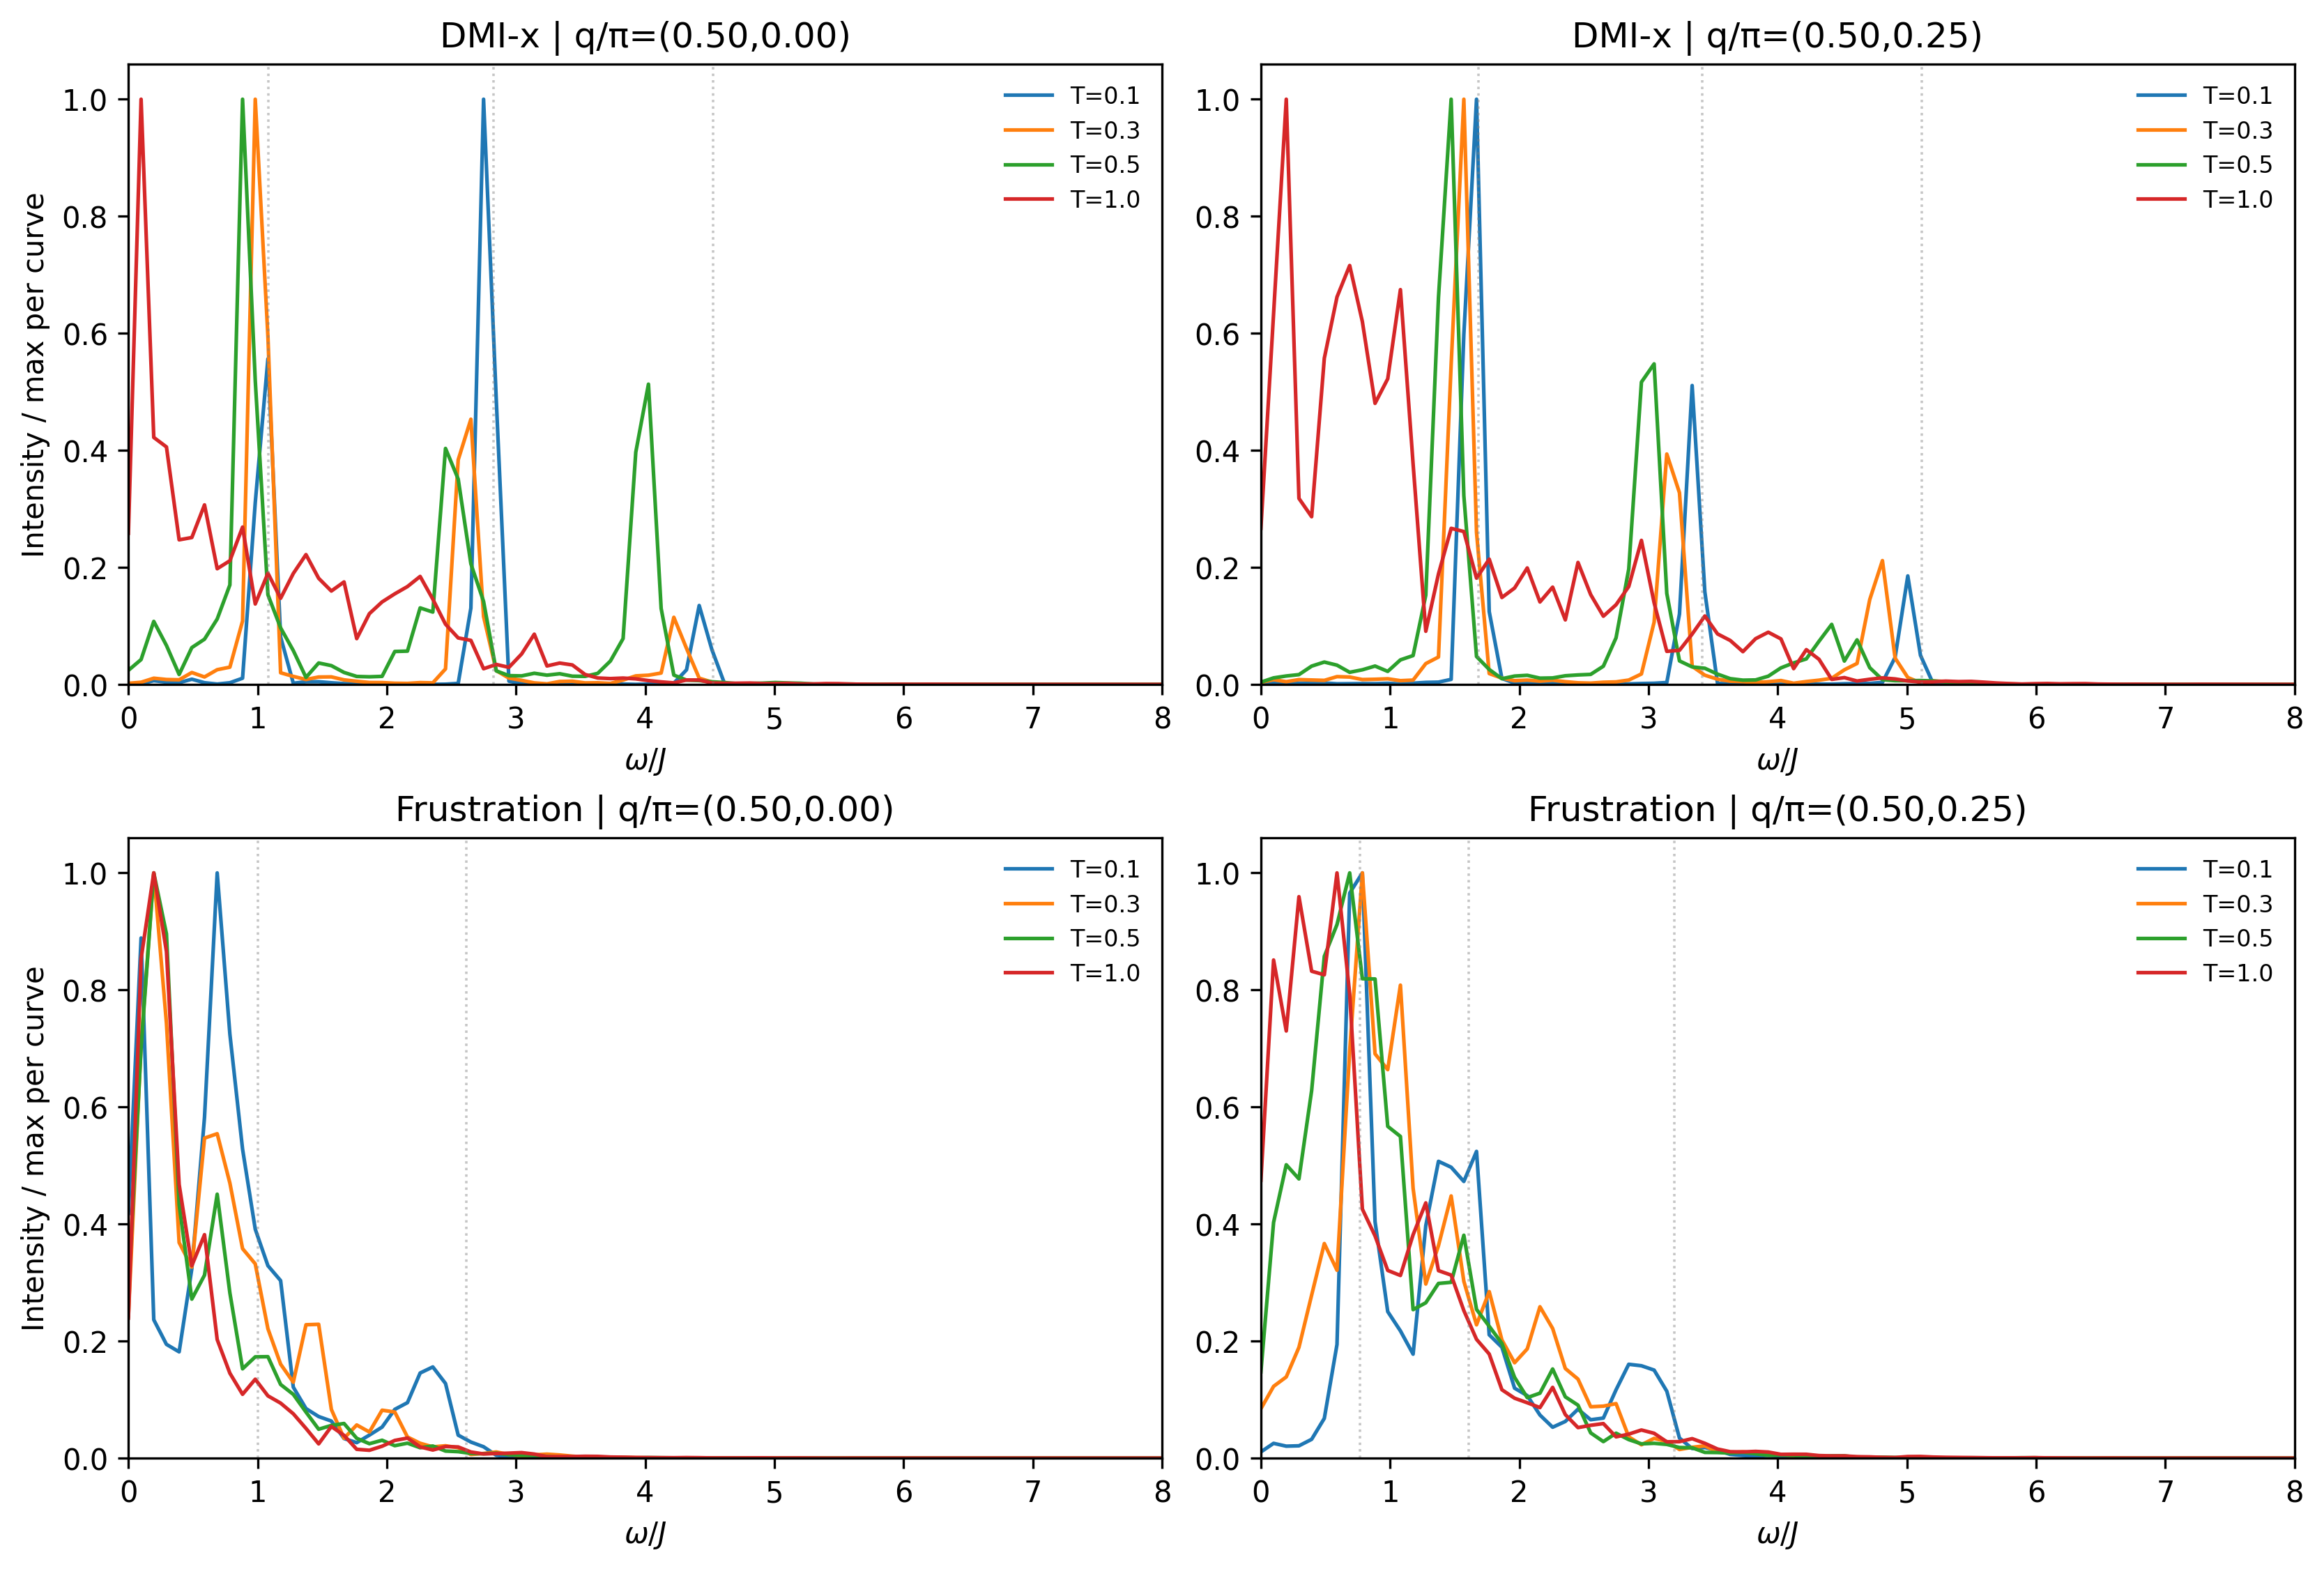 DMI-x | q/π=(0.50,0.00)
Intensity / max per curve
1.0
0.8
0.6
0.4
0.2
0.0
T=0.1
T=0.3
T=0.5
T=1.0
0 1 2 3 4 5 6 7 8
ω/J
DMI-x | q/π=(0.50,0.25)
1.0
0.8
0.6
0.4
0.2
0.0
T=0.1
T=0.3
T=0.5
T=1.0
0 1 2 3 4 5 6 7 8
ω/J
Frustration | q/π=(0.50,0.00)
Intensity / max per curve
1.0
0.8
0.6
0.4
0.2
0.0
T=0.1
T=0.3
T=0.5
T=1.0
0 1 2 3 4 5 6 7 8
ω/J
Frustration | q/π=(0.50,0.25)
1.0
0.8
0.6
0.4
0.2
0.0
T=0.1
T=0.3
T=0.5
T=1.0
0 1 2 3 4 5 6 7 8
ω/J